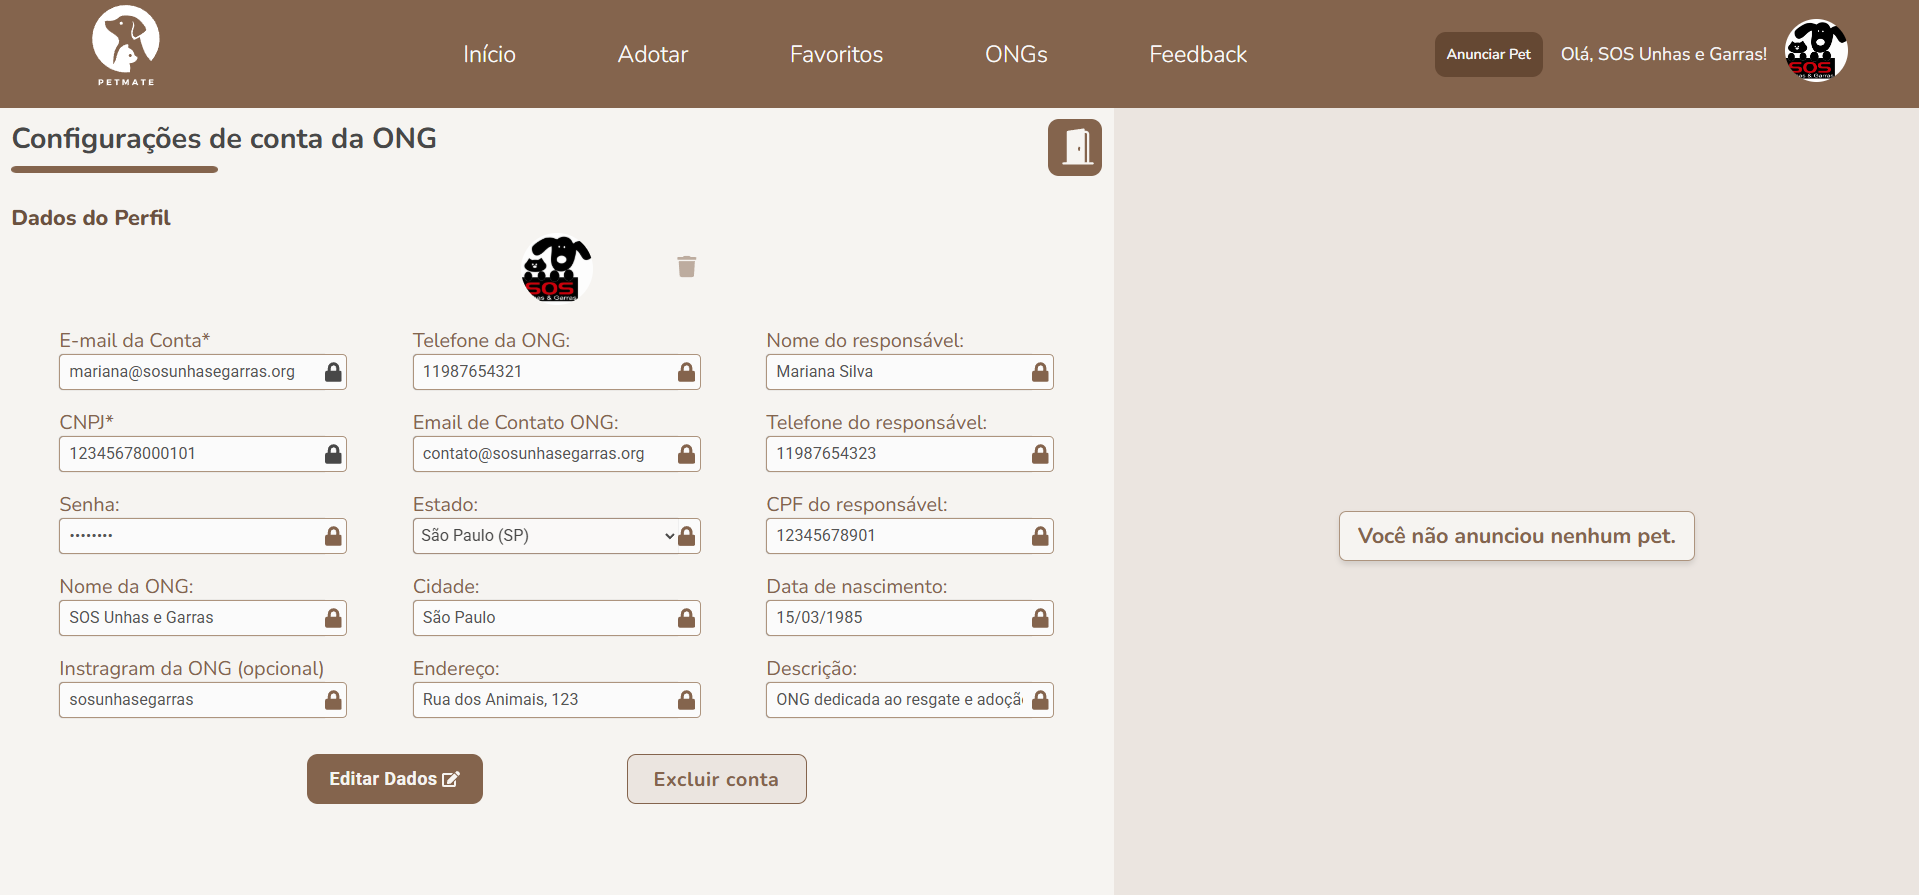 PETMATE
Início
Adotar
Favoritos
ONGs
Feedback
Anunciar Pet
Olá, SOS Unhas e Garras!
SOS
Configurações de conta da ONG
Dados do Perfil
SOS
E-mail da Conta*
Telefone da ONG:
Nome do responsável:
mariana@sosunhasegarras.org
11987654321
Mariana Silva
CNPJ*
Email de Contato ONG:
Telefone do responsável:
12345678000101
contato@sosunhasegarras.org
11987654323
Senha:
Estado:
CPF do responsável:
••••••••
São Paulo (SP)
12345678901
Nome da ONG:
Cidade:
Data de nascimento:
SOS Unhas e Garras
São Paulo
15/03/1985
Instragram da ONG (opcional)
Endereço:
Descrição:
sosunhasegarras
Rua dos Animais, 123
ONG dedicada ao resgate e adoçã
Editar Dados
Excluir conta
Você não anunciou nenhum pet.